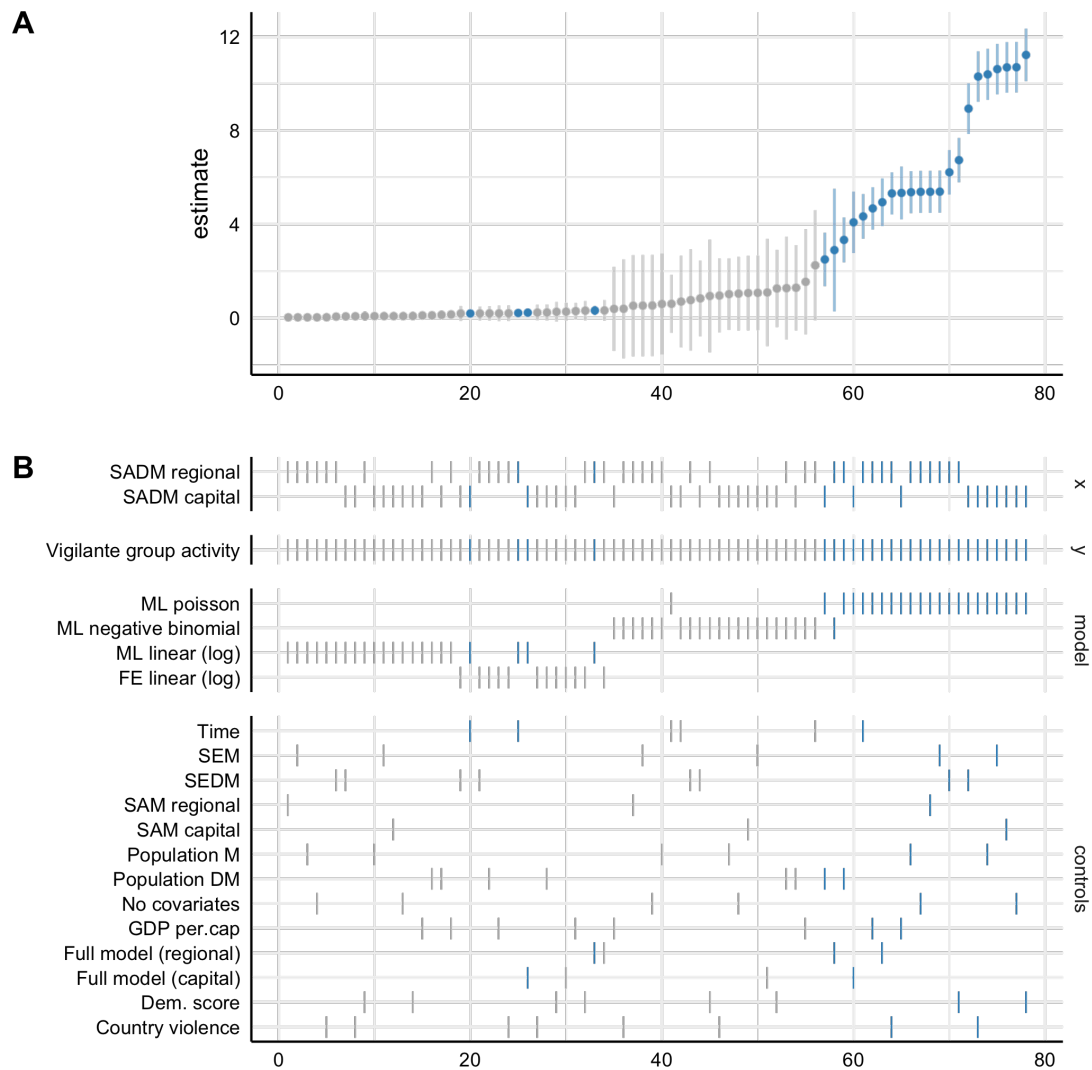 A
12
8
4
0
estimate
0 20 40 60 80
B
SADM regional
SADM capital
x
Vigilante group activity
y
ML poisson
ML negative binomial
ML linear (log)
FE linear (log)
model
Time
SEM
SEDM
SAM regional
SAM capital
Population M
Population DM
No covariates
GDP per.cap
Full model (regional)
Full model (capital)
Dem. score
Country violence
controls
0 20 40 60 80